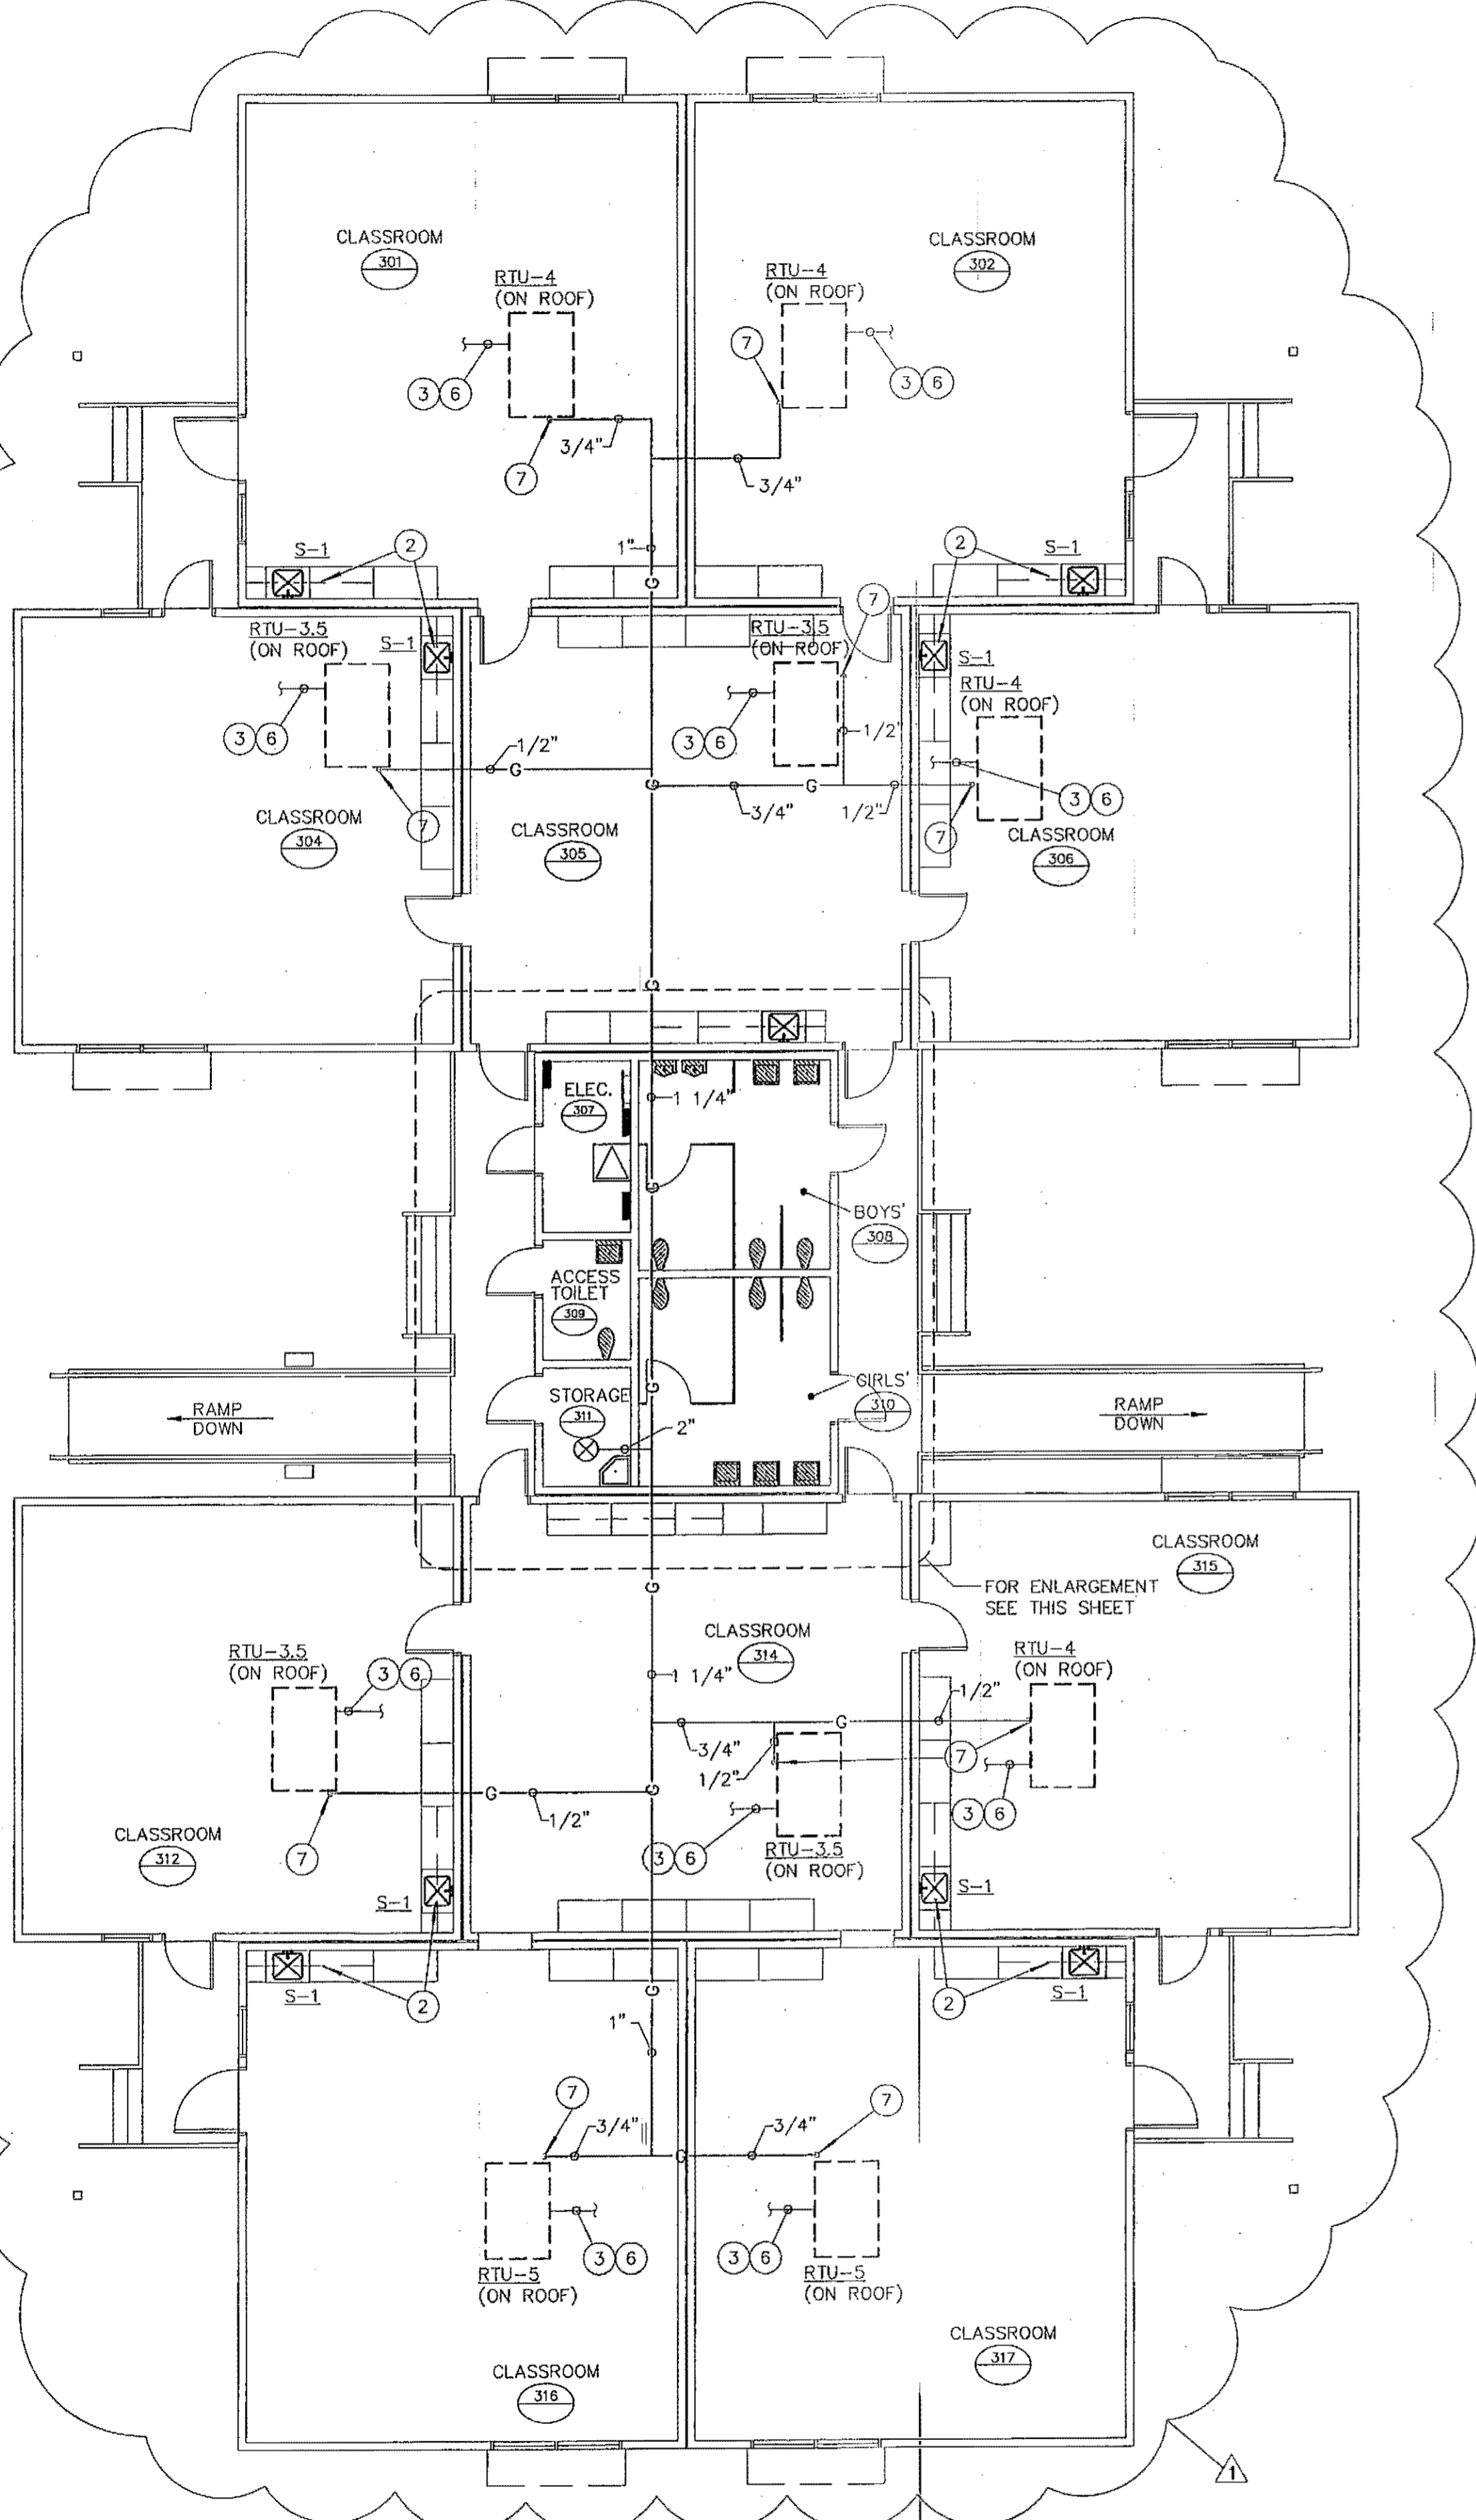 CLASSROOM
301
CLASSROOM
302
RTU-4
(ON ROOF)
RTU-4
(ON ROOF)
7
3 6
3 6
3/4"
7
3/4"
1"
S-1
2
2
S-1
G
7
RTU-3.5
(ON ROOF)
S-1
RTU-3.5
(ON ROOF)
S-1
RTU-4
(ON ROOF)
3 6
1/2"
G
3 6
1/2"
G
3/4"
G
1/2"
3 6
CLASSROOM
304
7
CLASSROOM
305
7
CLASSROOM
306
G
ELEC.
307
1 1/4"
G
BOYS'
308
ACCESS
TOILET
309
GIRLS'
310
G
STORAGE
311
2"
RAMP
DOWN
RAMP
DOWN
CLASSROOM
315
G
FOR ENLARGEMENT
SEE THIS SHEET
CLASSROOM
314
RTU-3.5
(ON ROOF)
3 6
1 1/4"
RTU-4
(ON ROOF)
1/2"
G
3/4"
1/2"
7
G
G
1/2"
3 6
3 6
CLASSROOM
312
7
RTU-3.5
(ON ROOF)
S-1
S-1
S-1
2
G
2
S-1
1"
7
3/4"
G
3/4"
7
3 6
3 6
RTU-5
(ON ROOF)
RTU-5
(ON ROOF)
CLASSROOM
316
CLASSROOM
317
1